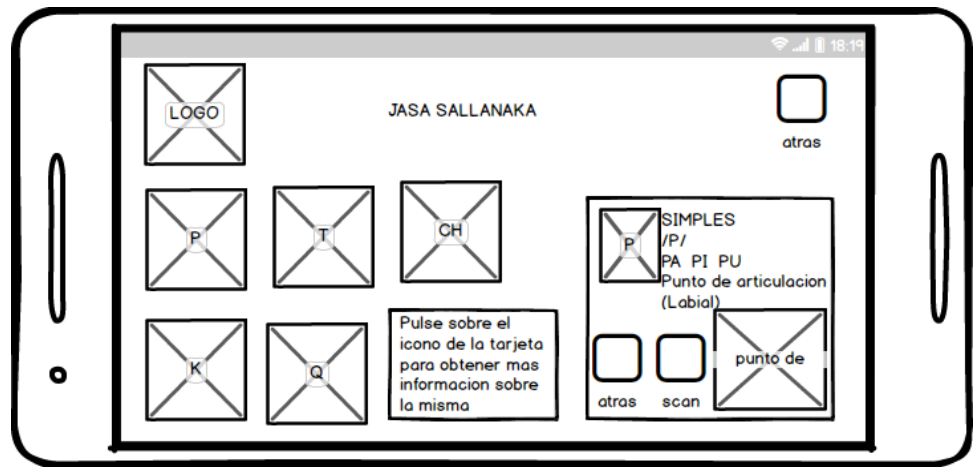 18:19
LOGO
JASA SALLANAKA
atras
P
T
CH
K
Q
Pulse sobre el
icono de la tarjeta
para obtener mas
informacion sobre
la misma
P
SIMPLES
/P/
PA PI PU
Punto de articulacion
(Labial)
atras
scan
punto de